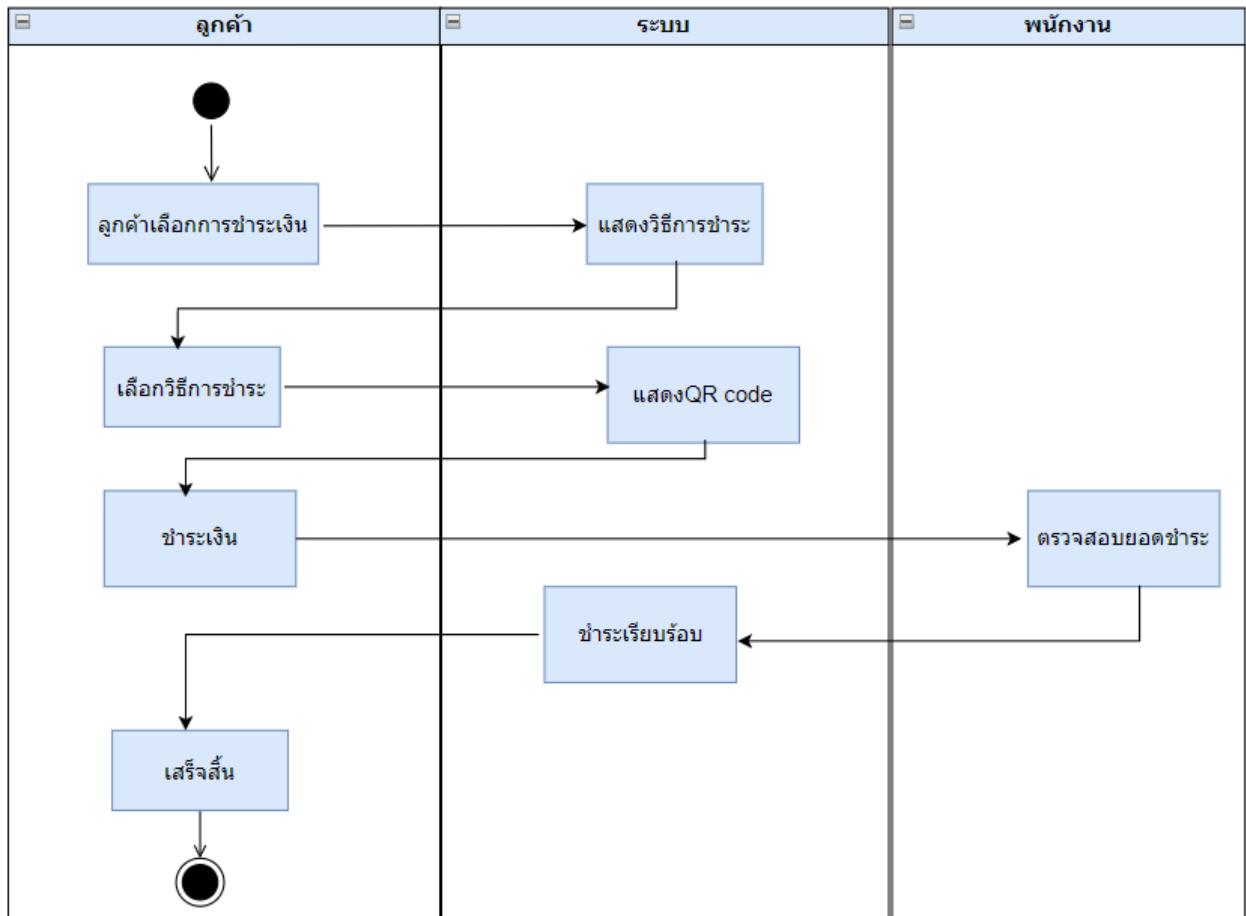 ลูกค้า
ระบบ
พนักงาน
ลูกค้าเลือกการชำระเงิน
แสดงวิธีการชำระ
เลือกวิธีการชำระ
แสดงQR code
ชำระเงิน
ตรวจสอบยอดชำระ
ชำระเรียบร้อบ
เสร็จสิ้น